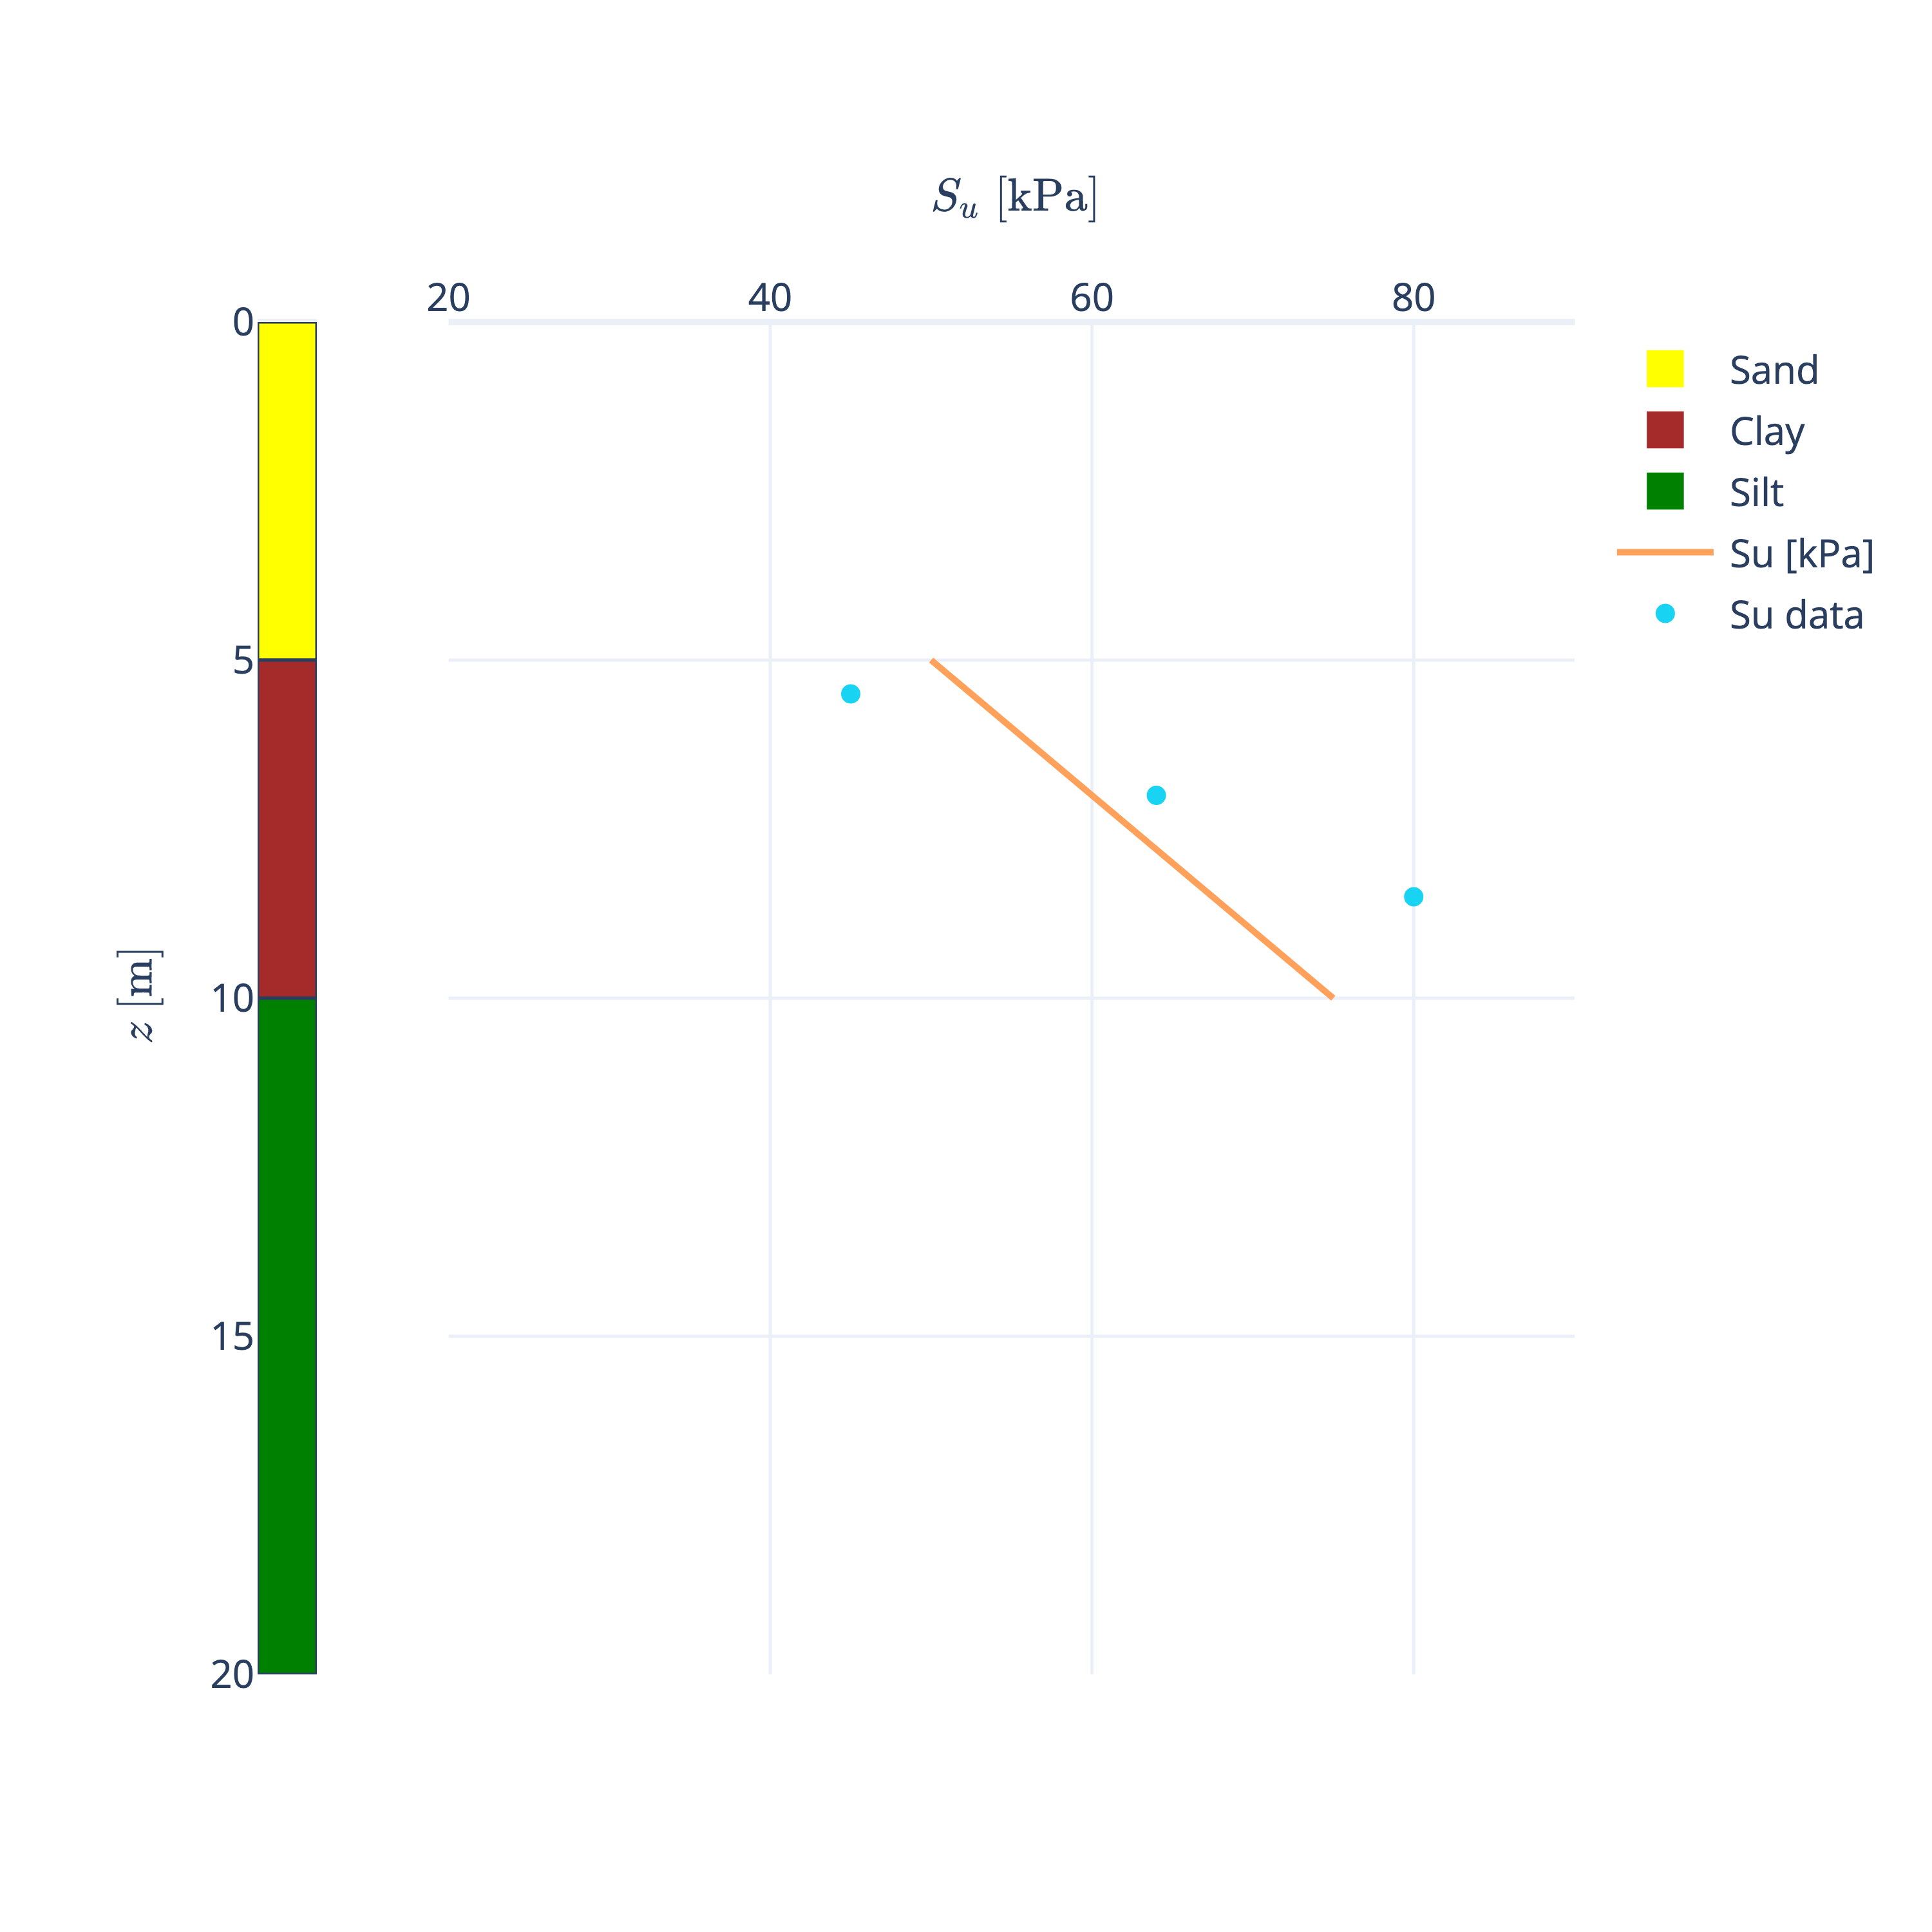 S_u [kPa]
20 40 60 80
0
5
10
15
20
z [m]
Sand
Clay
Silt
Su [kPa]
Su data